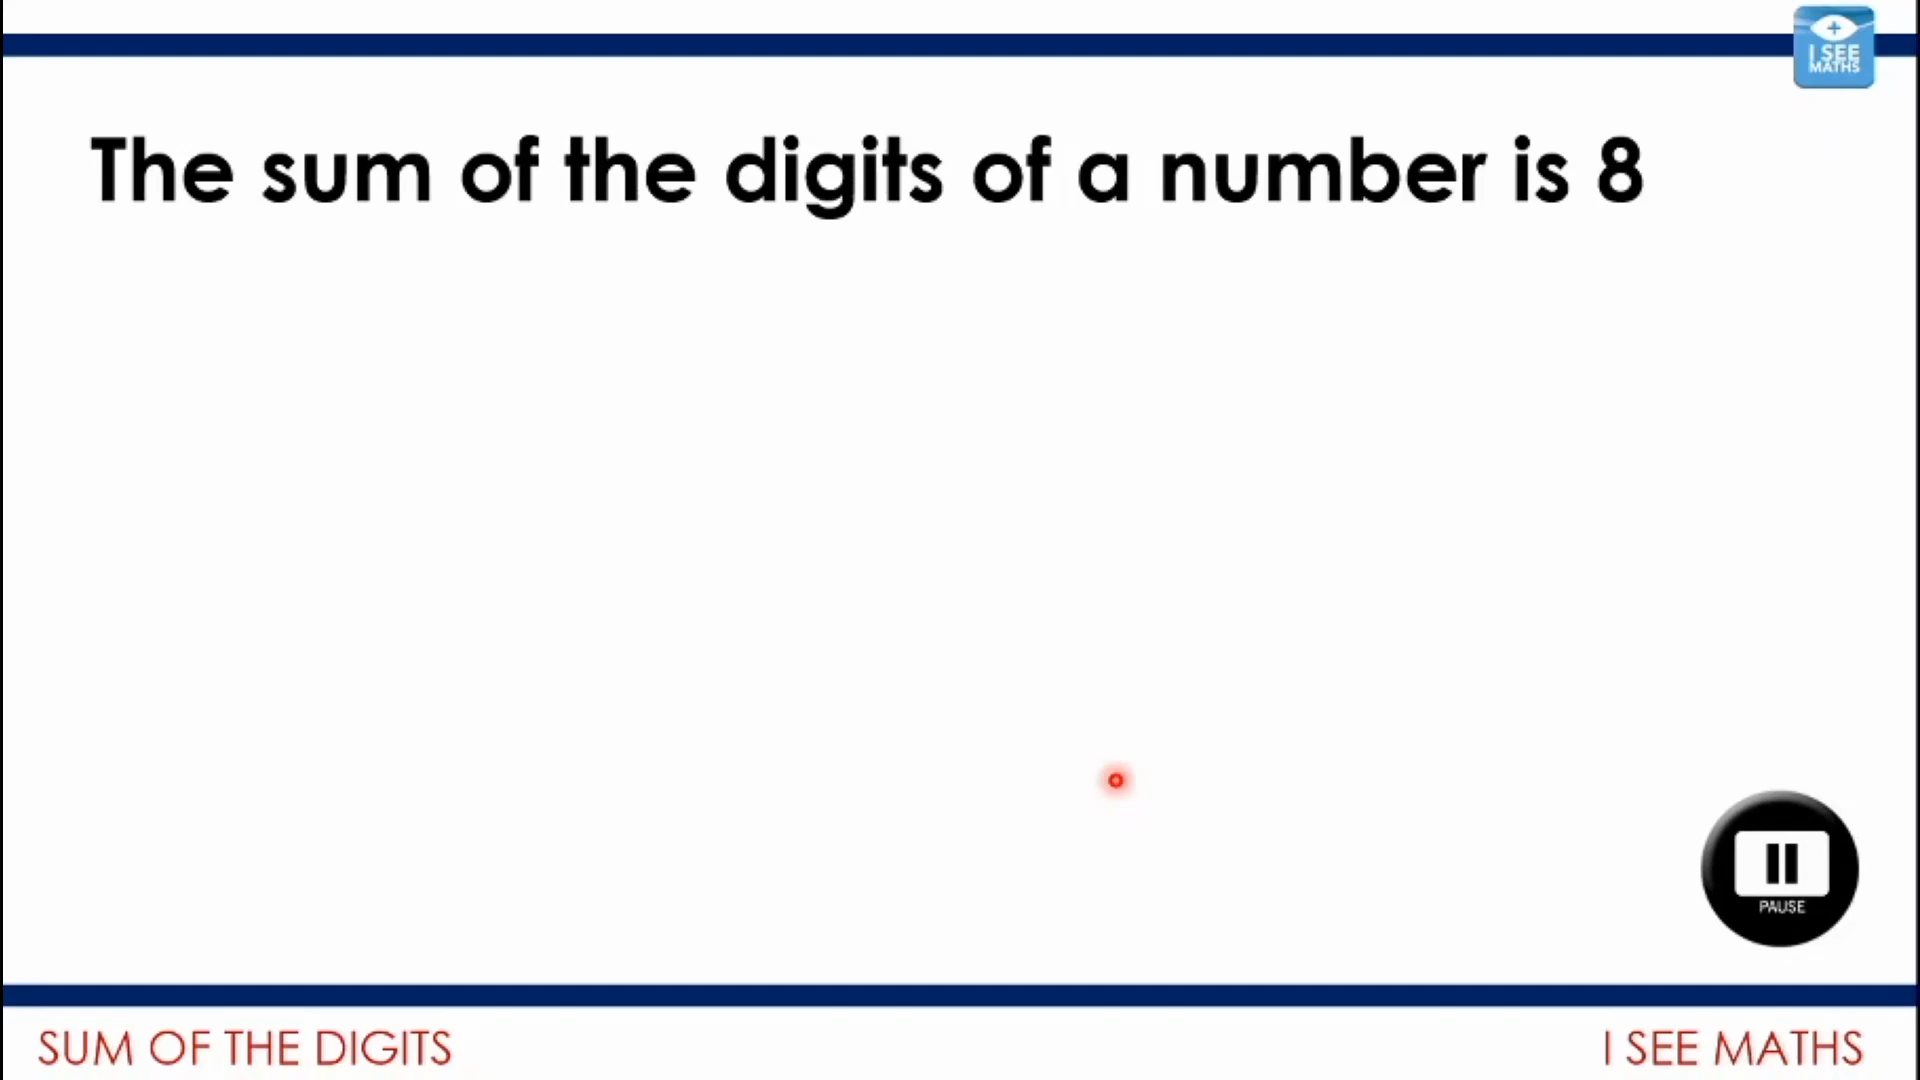 I SEE
MATHS
The sum of the digits of a number is 8
PAUSE
SUM OF THE DIGITS
I SEE MATHS